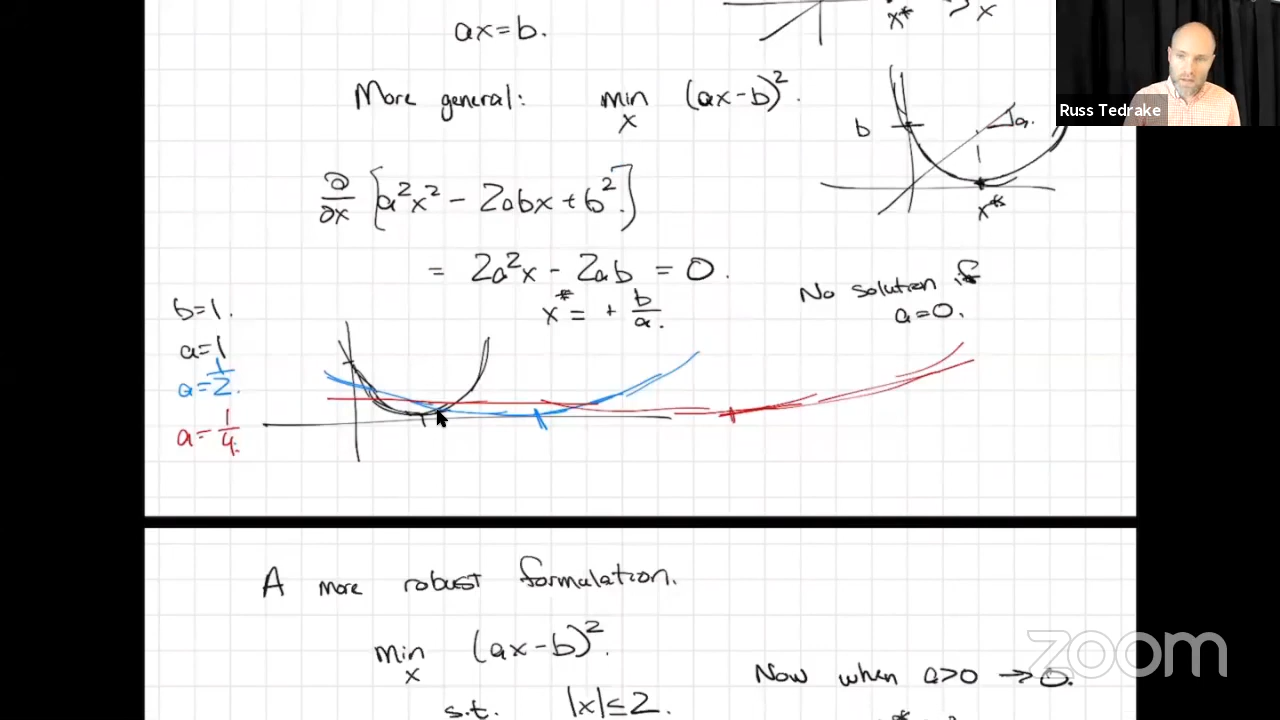 ax=b.
x*
x
Russ Tedrake
More general: min (ax-b)².
x
b
a.
x*
∂/∂x [a²x² - 2abx + b².]
= 2a²x - 2ab = 0.
x* = + b/a.
No solution if
a=0.
b=1.
a=1
a=1/2.
a=1/4.
A more robust formulation.
min (ax-b)².
x
s.t. |x|≤2.
Now when a>0 → 0.
x*
zoom